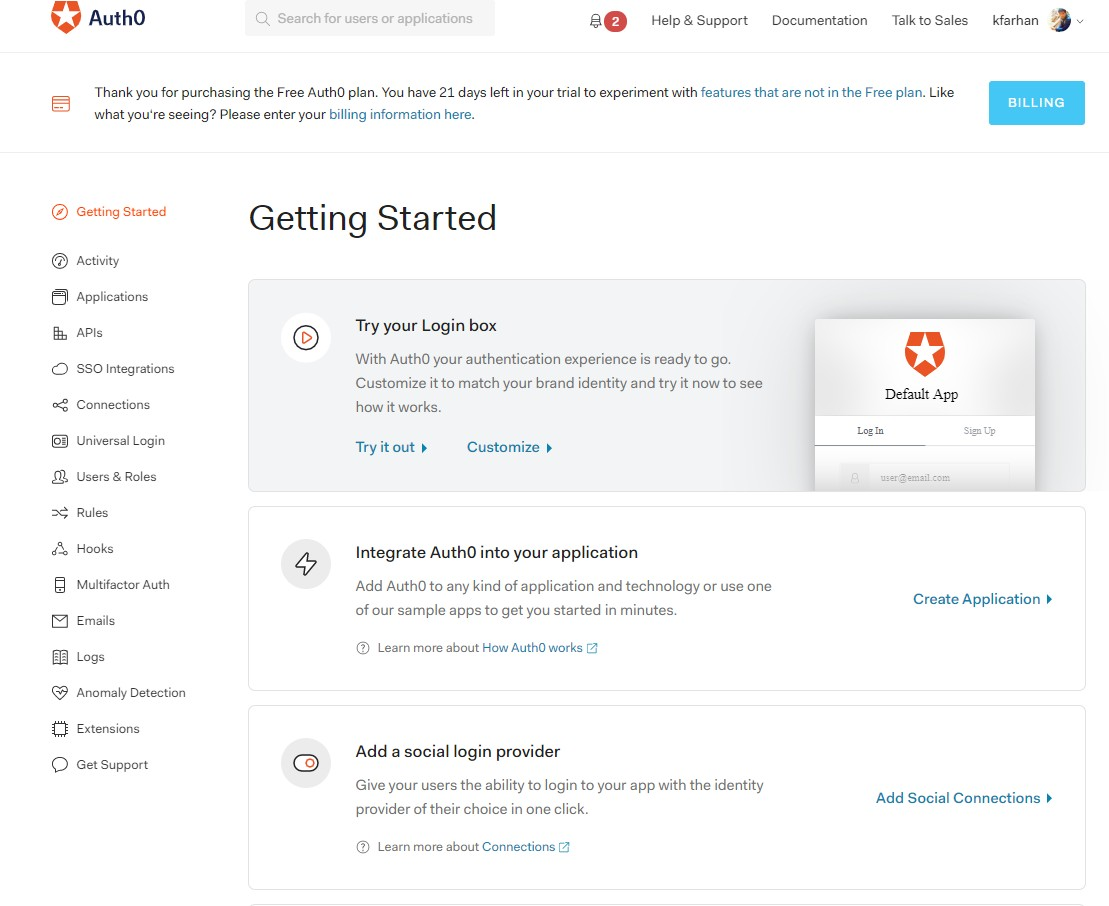 Auth0
Search for users or applications
2
Help & Support
Documentation
Talk to Sales
kfarhan
Thank you for purchasing the Free Auth0 plan. You have 21 days left in your trial to experiment with features that are not in the Free plan. Like
what you're seeing? Please enter your billing information here.
BILLING
Getting Started
Activity
Applications
APIs
SSO Integrations
Connections
Universal Login
Users & Roles
Rules
Hooks
Multifactor Auth
Emails
Logs
Anomaly Detection
Extensions
Get Support
Getting Started
Try your Login box
With Auth0 your authentication experience is ready to go.
Customize it to match your brand identity and try it now to see
how it works.
Try it out
Customize
Default App
Log In
Sign Up
user@email.com
Integrate Auth0 into your application
Add Auth0 to any kind of application and technology or use one
of our sample apps to get you started in minutes.
Learn more about How Auth0 works
Create Application
Add a social login provider
Give your users the ability to login to your app with the identity
provider of their choice in one click.
Learn more about Connections
Add Social Connections